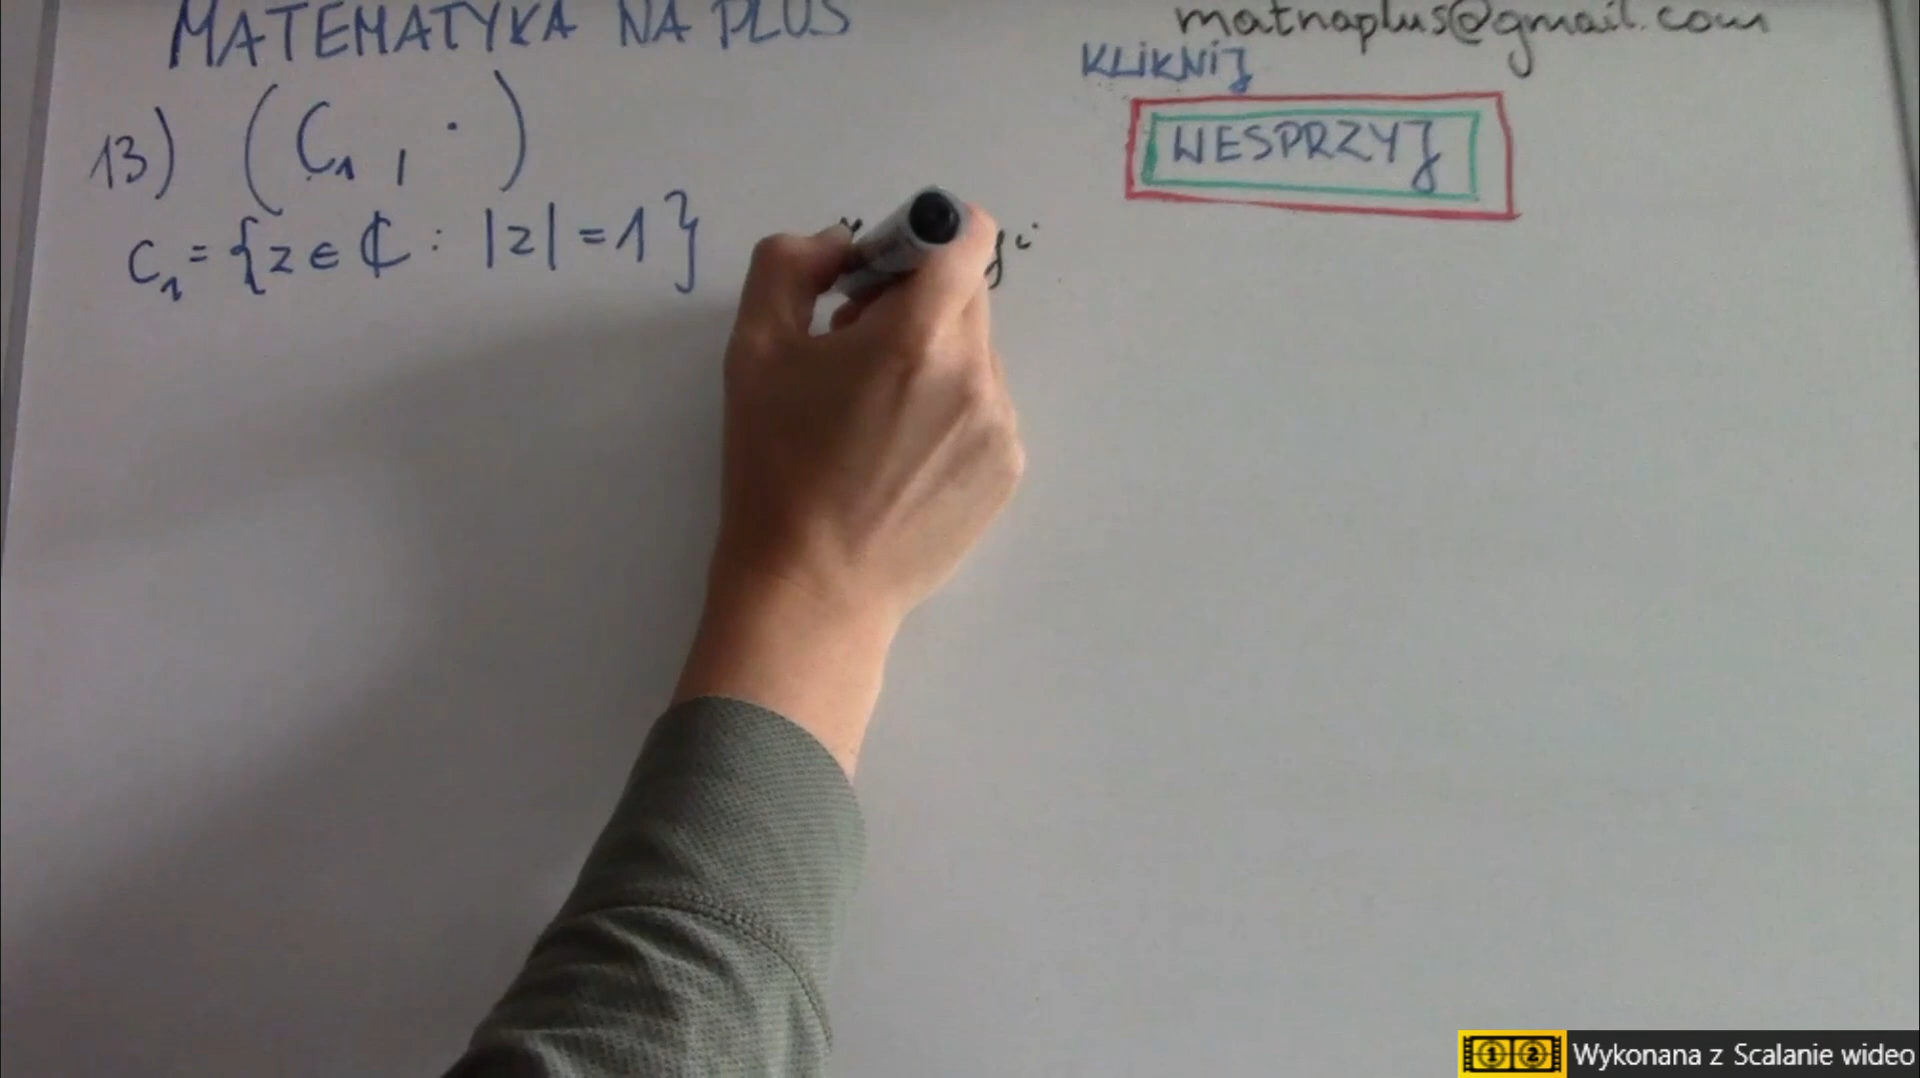 MATEMATYKA NA PLUS
matnaplus@gmail.com
KLIKNIJ
WESPRZYJ
13) (C₁, ·)
C₁ = {z ∈ ℂ : |z| = 1}
Wykonana z Scalanie wideo